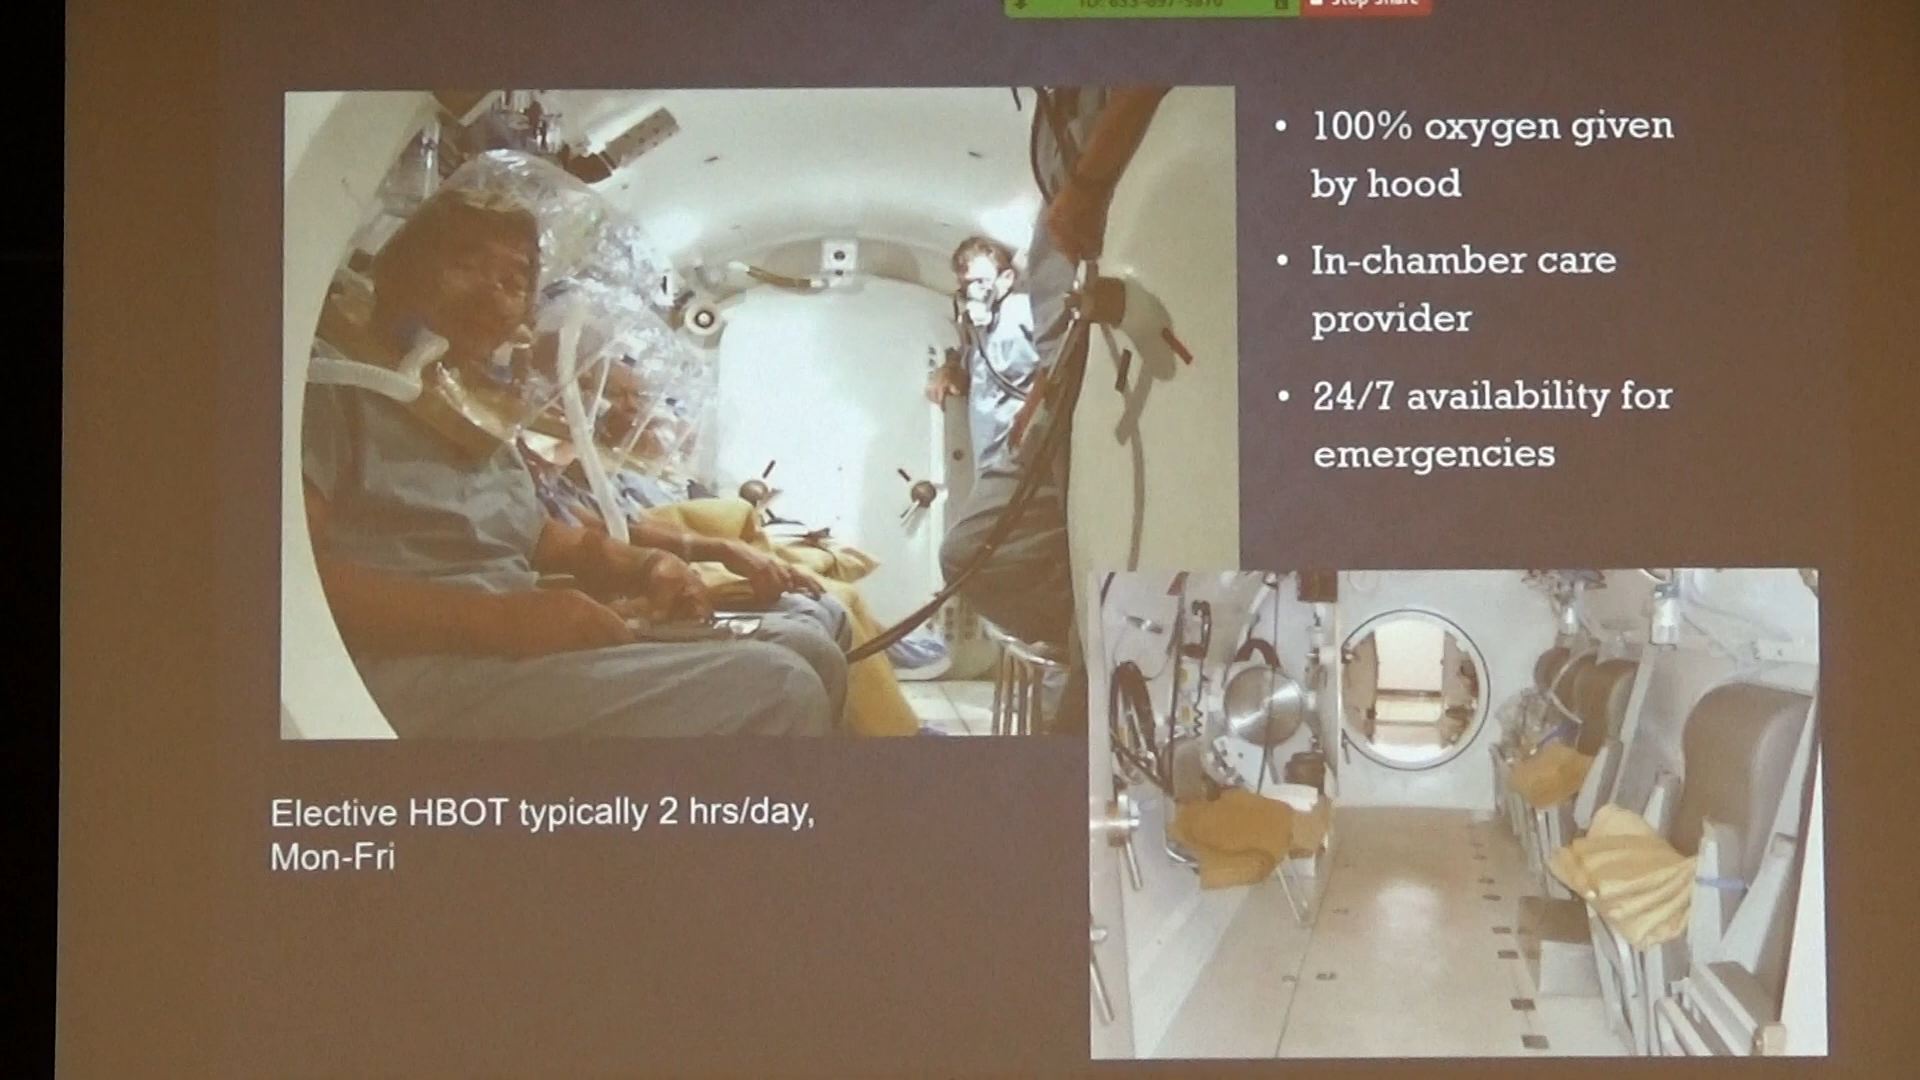 • 100% oxygen given
by hood
• In-chamber care
provider
• 24/7 availability for
emergencies
Elective HBOT typically 2 hrs/day,
Mon-Fri